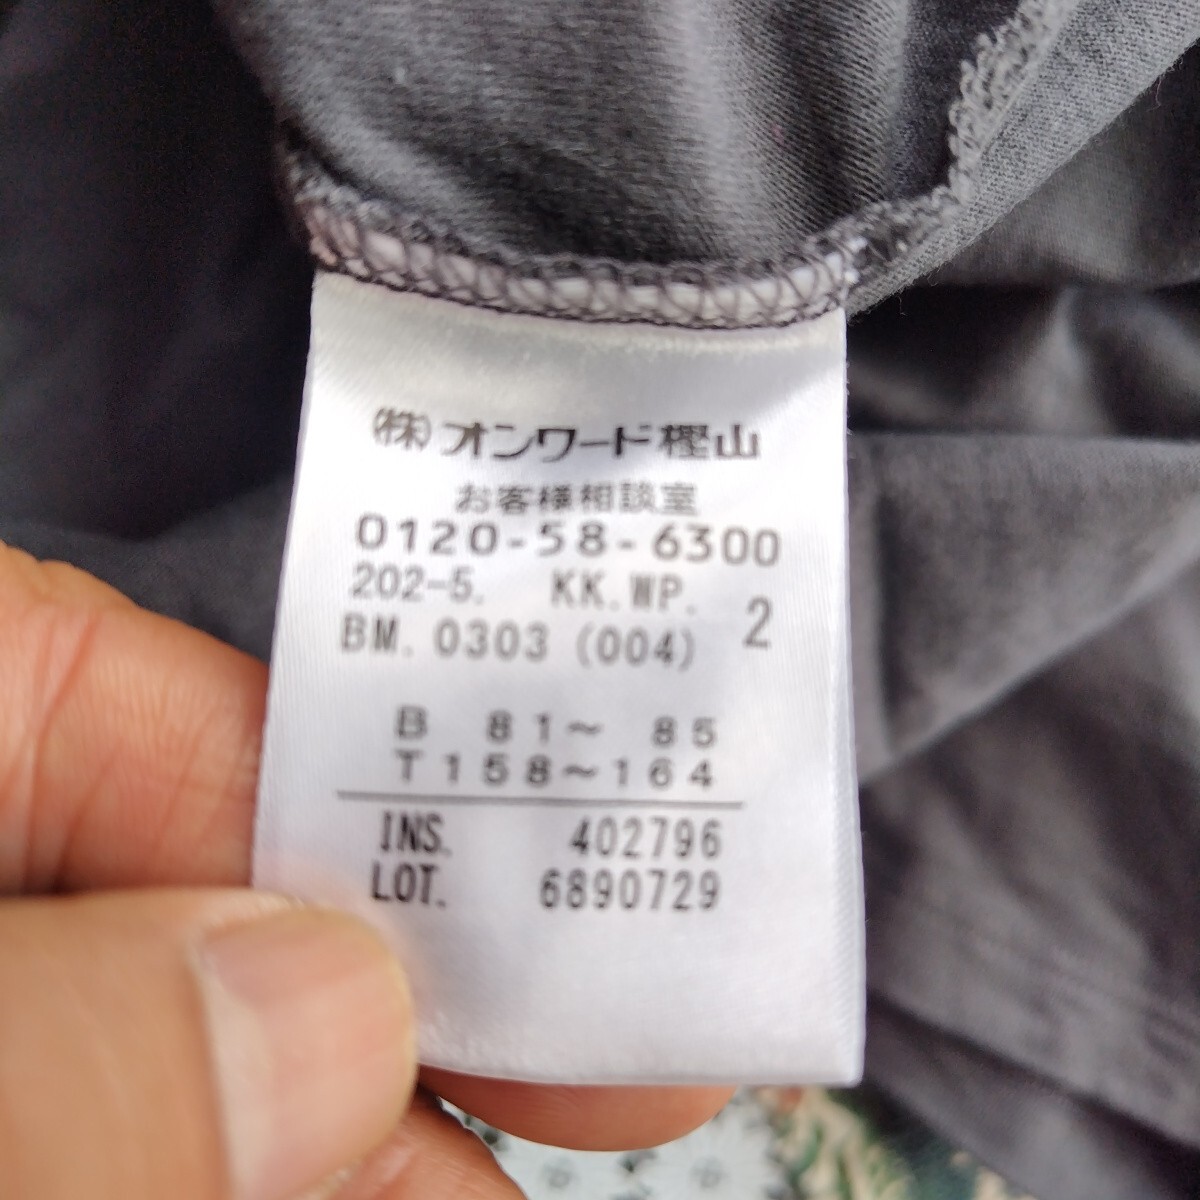 (株)オンワード樫山
お客様相談室
0120-58-6300
202-5. KK.WP. 2
BM. 0303 (004)
B 81～ 85
T158～164
INS. 402796
LOT. 6890729